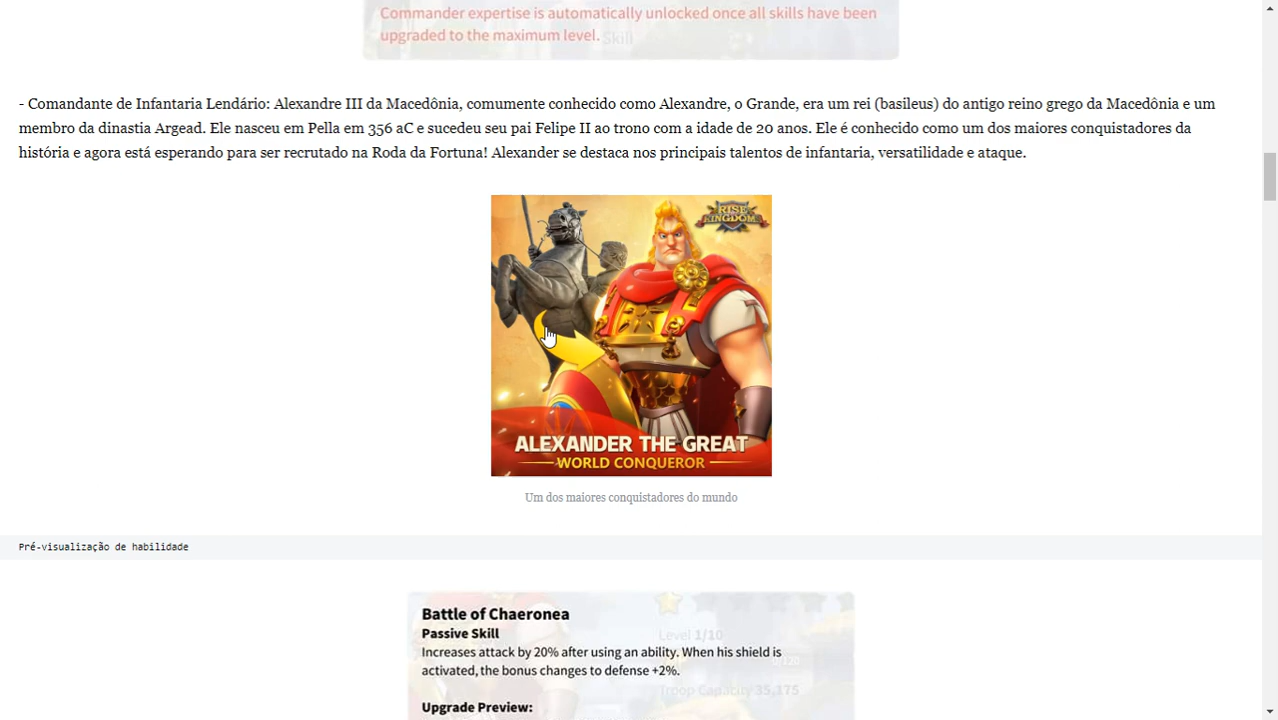 Commander expertise is automatically unlocked once all skills have been
upgraded to the maximum level. Skill
- Comandante de Infantaria Lendário: Alexandre III da Macedônia, comumente conhecido como Alexandre, o Grande, era um rei (basileus) do antigo reino grego da Macedônia e um
membro da dinastia Argead. Ele nasceu em Pella em 356 aC e sucedeu seu pai Felipe II ao trono com a idade de 20 anos. Ele é conhecido como um dos maiores conquistadores da
história e agora está esperando para ser recrutado na Roda da Fortuna! Alexander se destaca nos principais talentos de infantaria, versatilidade e ataque.
RISE
KINGDOMS
ALEXANDER THE GREAT
WORLD CONQUEROR
Um dos maiores conquistadores do mundo
Pré-visualização de habilidade
Battle of Chaeronea
Passive Skill
Level 1/10
Increases attack by 20% after using an ability. When his shield is
0/120
activated, the bonus changes to defense +2%.
Troop Capacity 35,175
Upgrade Preview: